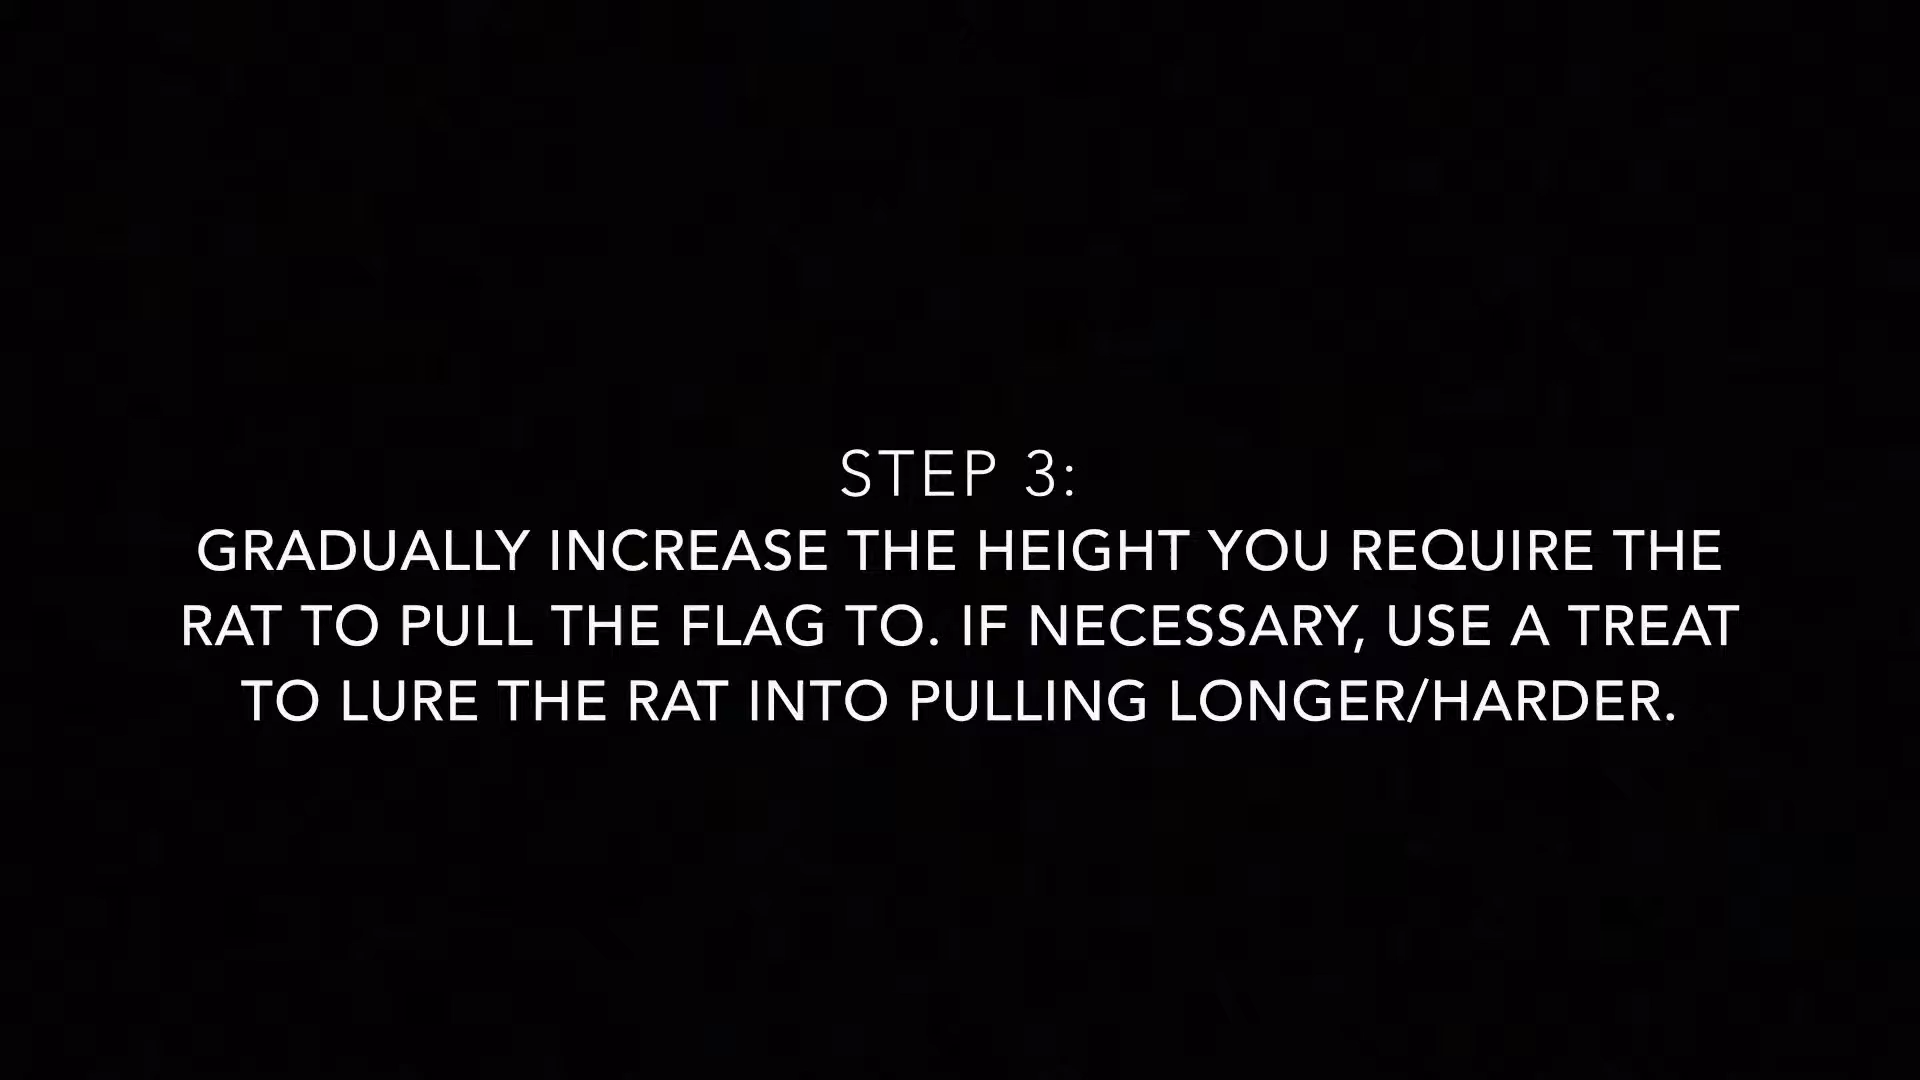 STEP 3:
GRADUALLY INCREASE THE HEIGHT YOU REQUIRE THE
RAT TO PULL THE FLAG TO. IF NECESSARY, USE A TREAT
TO LURE THE RAT INTO PULLING LONGER/HARDER.